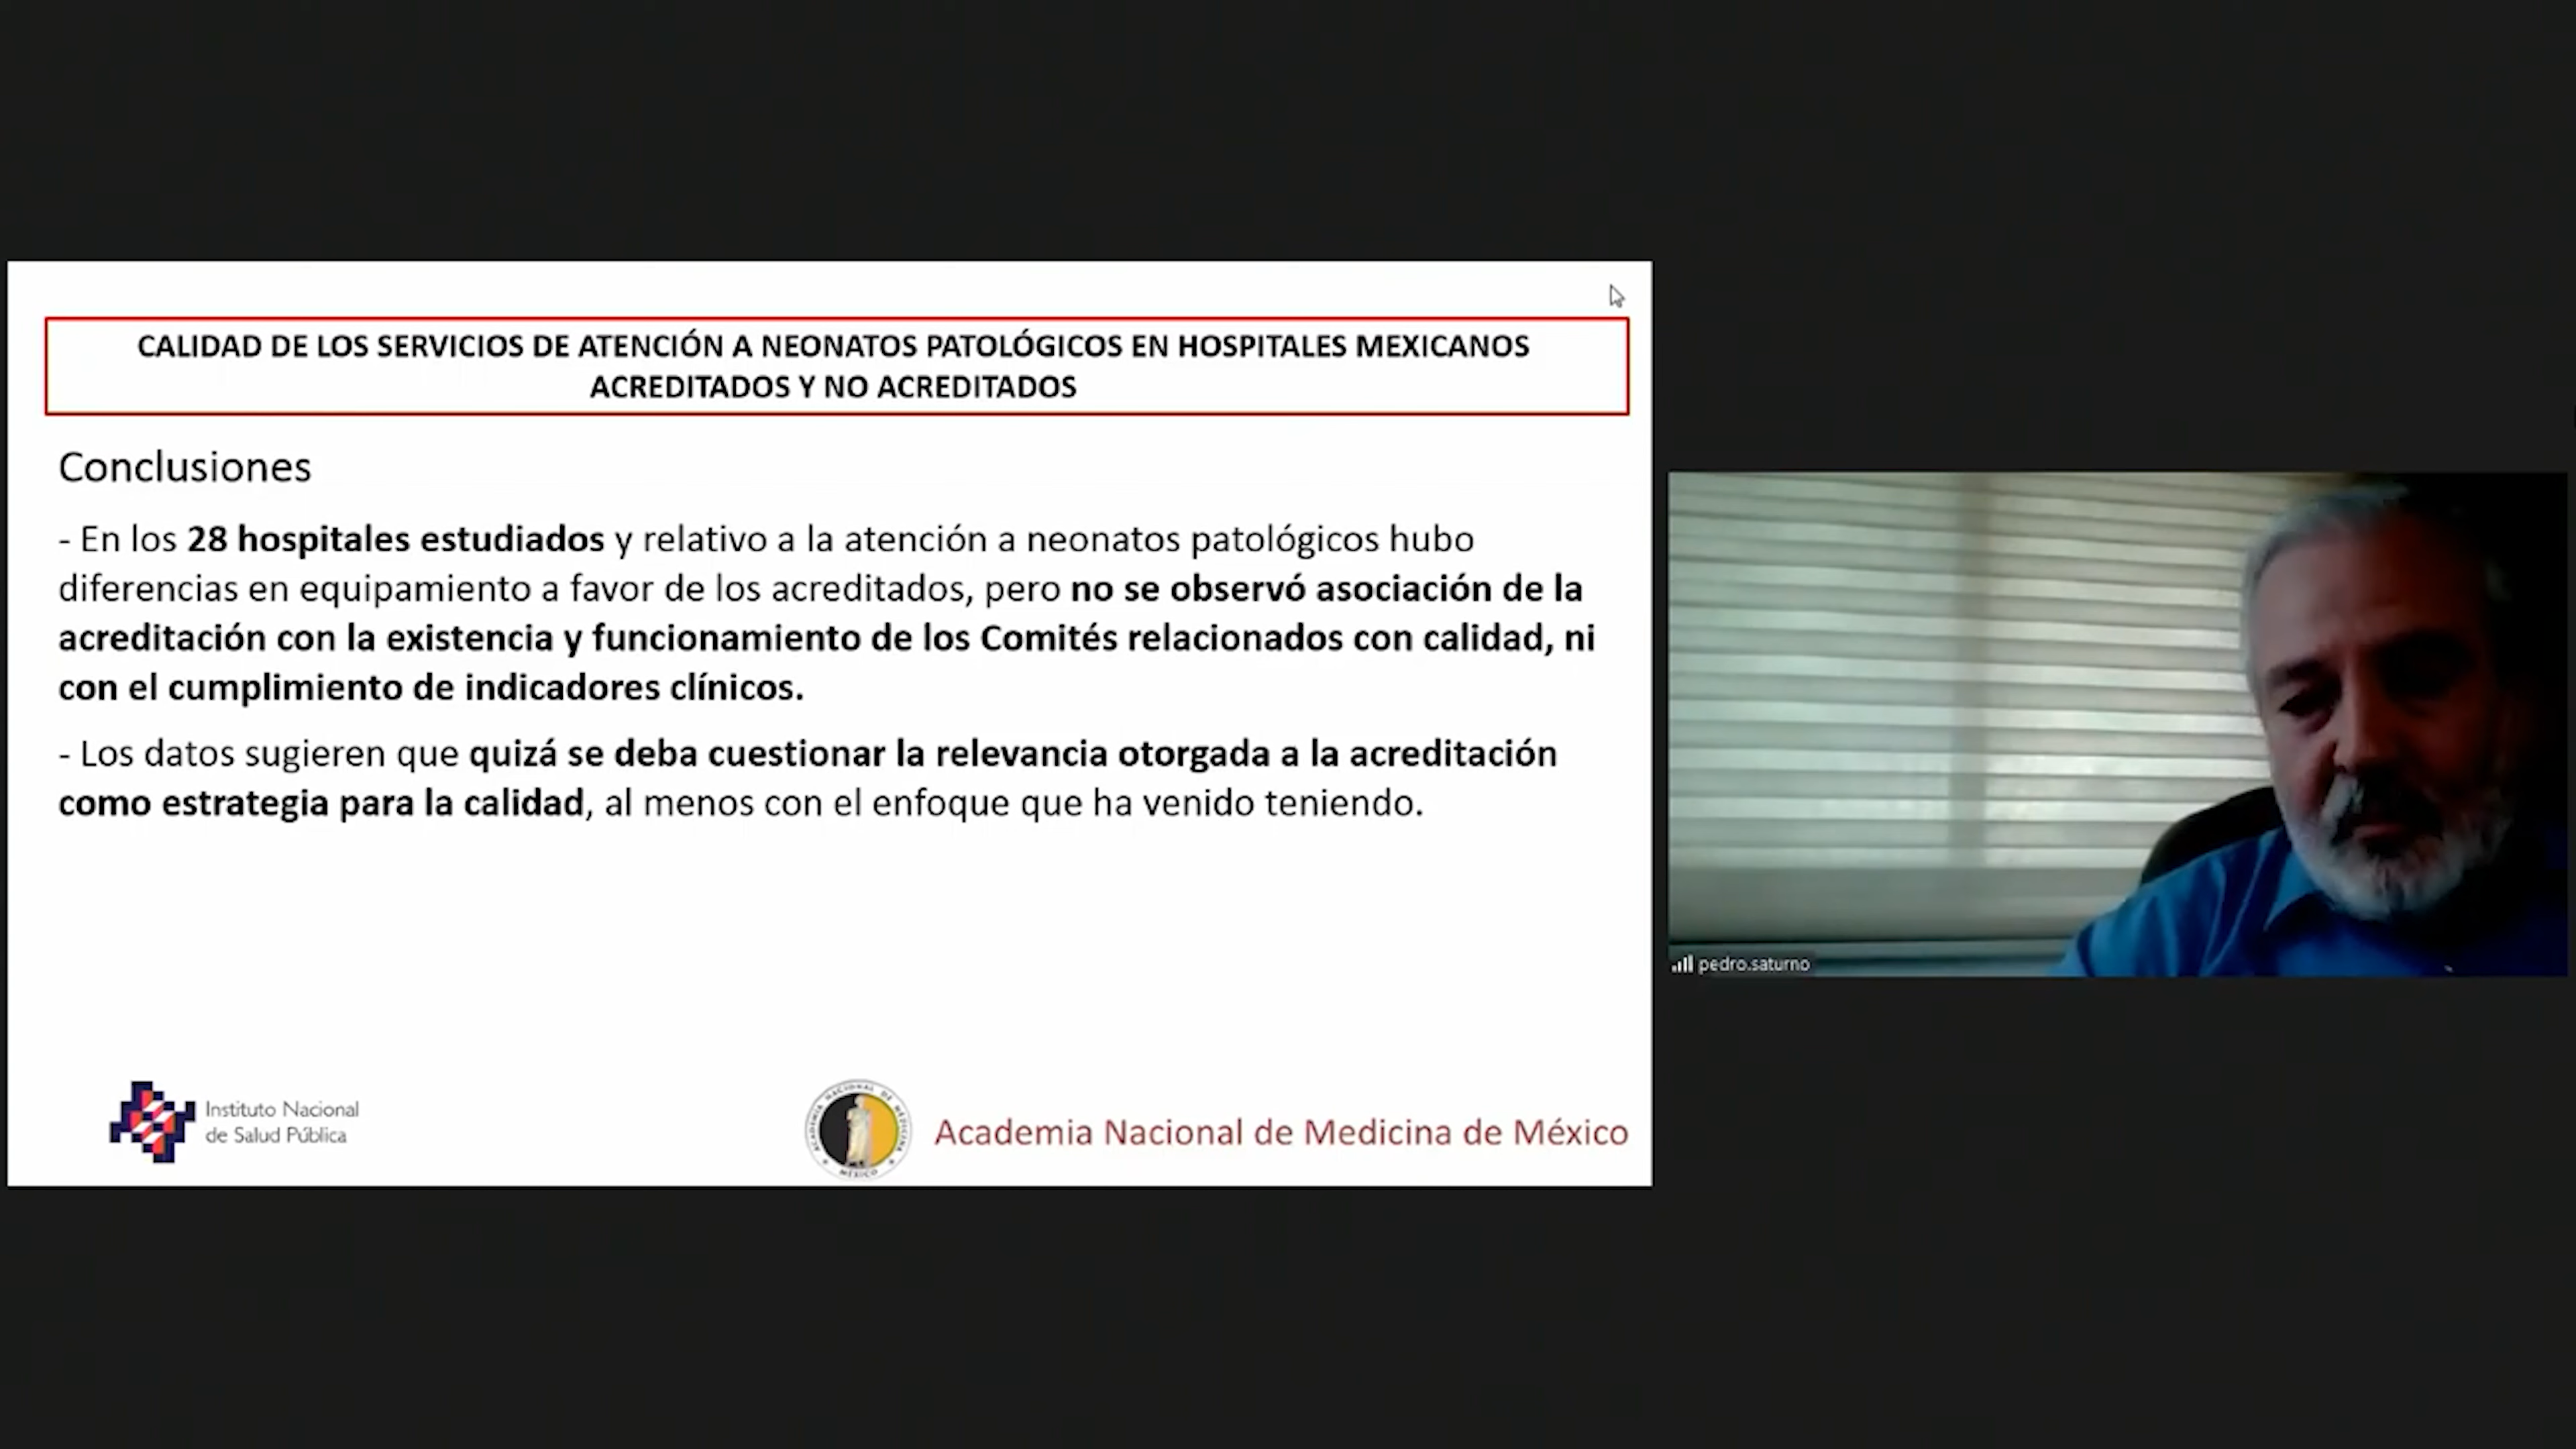 CALIDAD DE LOS SERVICIOS DE ATENCIÓN A NEONATOS PATOLÓGICOS EN HOSPITALES MEXICANOS
ACREDITADOS Y NO ACREDITADOS
Conclusiones
- En los 28 hospitales estudiados y relativo a la atención a neonatos patológicos hubo
diferencias en equipamiento a favor de los acreditados, pero no se observó asociación de la
acreditación con la existencia y funcionamiento de los Comités relacionados con calidad, ni
con el cumplimiento de indicadores clínicos.
- Los datos sugieren que quizá se deba cuestionar la relevancia otorgada a la acreditación
como estrategia para la calidad, al menos con el enfoque que ha venido teniendo.
Instituto Nacional
de Salud Pública
ACADEMIA NACIONAL DE MEDICINA
MÉXICO
Academia Nacional de Medicina de México
pedro.saturno